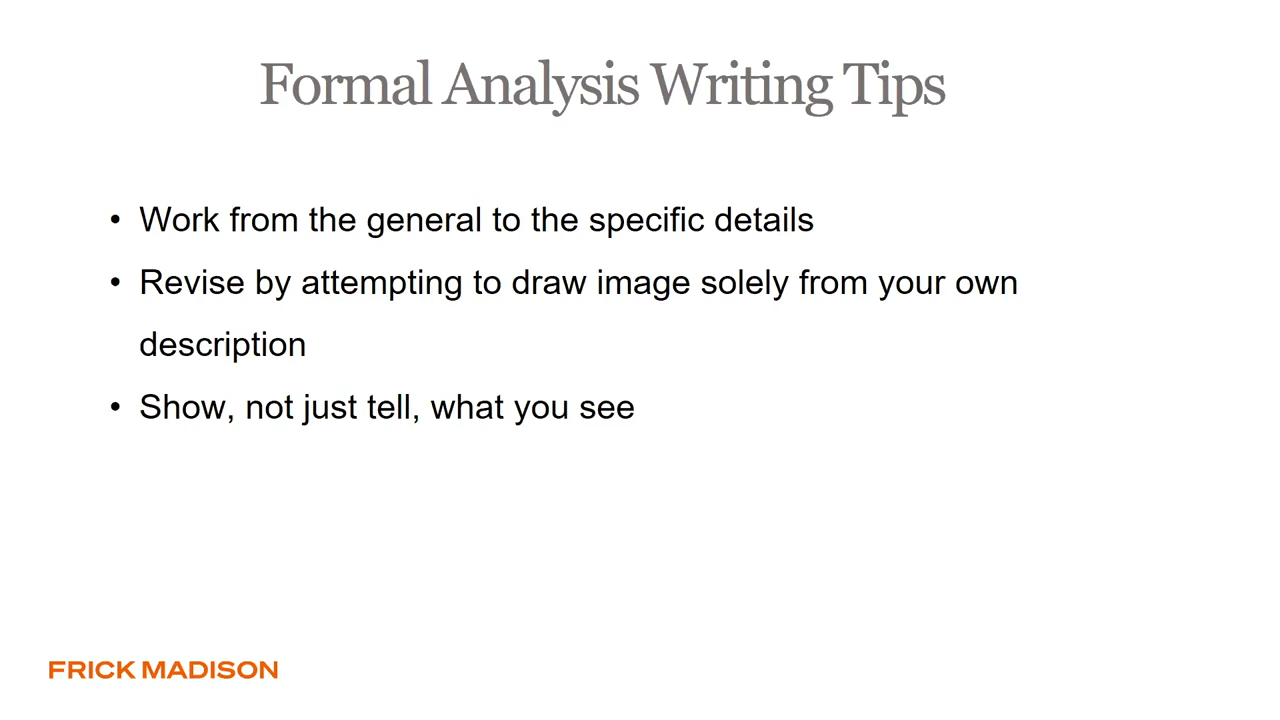 Formal Analysis Writing Tips
• Work from the general to the specific details
• Revise by attempting to draw image solely from your own
description
• Show, not just tell, what you see
FRICK MADISON